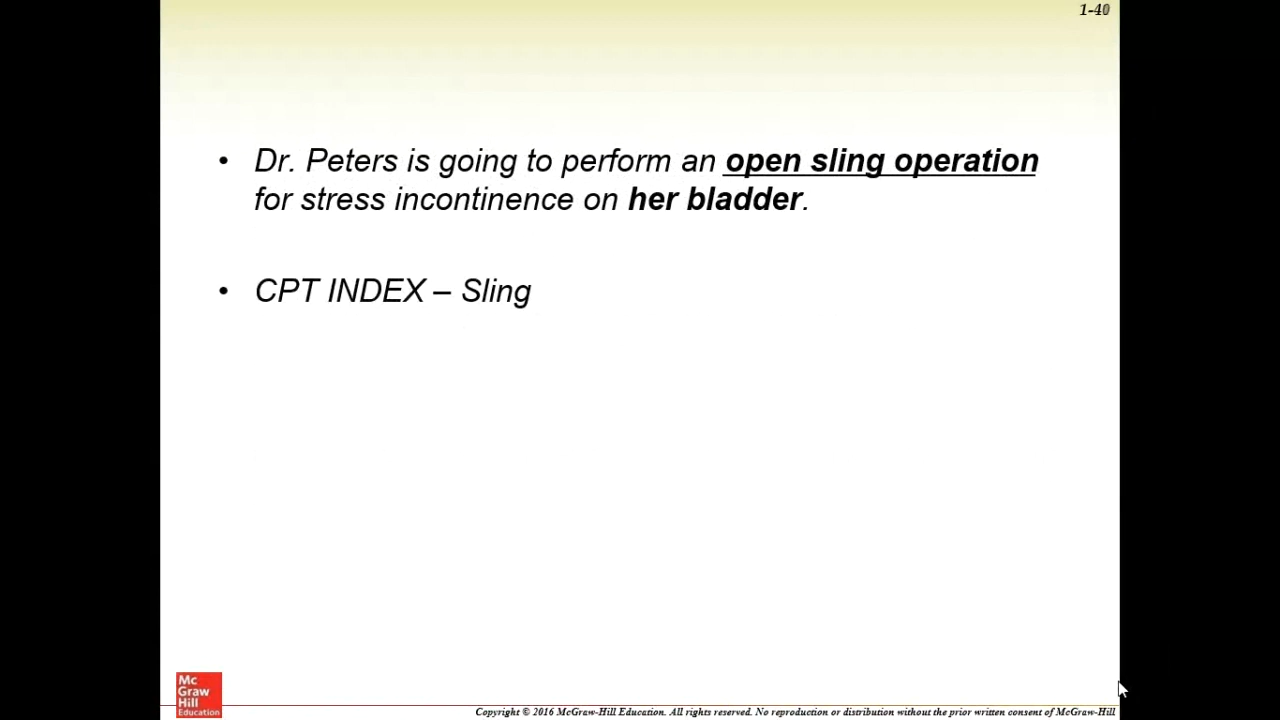 1-40
• Dr. Peters is going to perform an open sling operation
for stress incontinence on her bladder.
• CPT INDEX – Sling
Mc
Graw
Hill
Education
Copyright © 2016 McGraw-Hill Education. All rights reserved. No reproduction or distribution without the prior written consent of McGraw-Hill